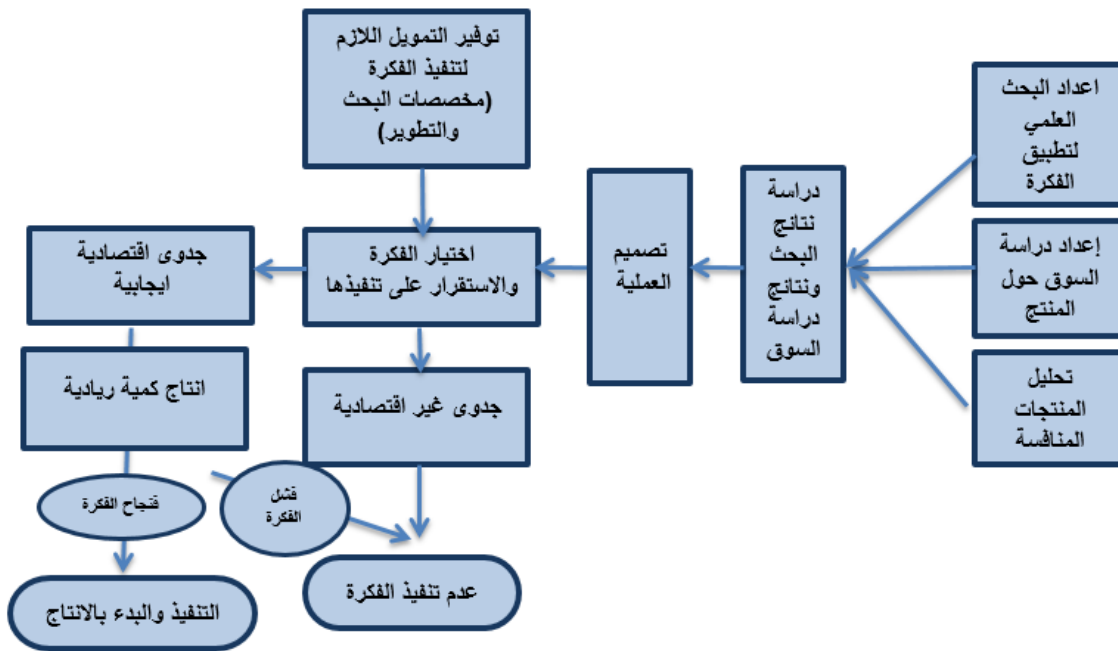 توفير التمويل اللازم
لتنفيذ الفكرة
(مخصصات البحث
والتطوير)
اعداد البحث
العلمي
لتطبيق
الفكرة
إعداد دراسة
السوق حول
المنتج
تحليل
المنتجات
المنافسة
دراسة
نتائج
البحث
ونتائج
دراسة
السوق
تصميم
العملية
اختيار الفكرة
والاستقرار على تنفيذها
جدوى اقتصادية
ايجابية
انتاج كمية ريادية
جدوى غير اقتصادية
فشل
الفكرة
فتجاح الفكرة
عدم تنفيذ الفكرة
التنفيذ والبدء بالانتاج